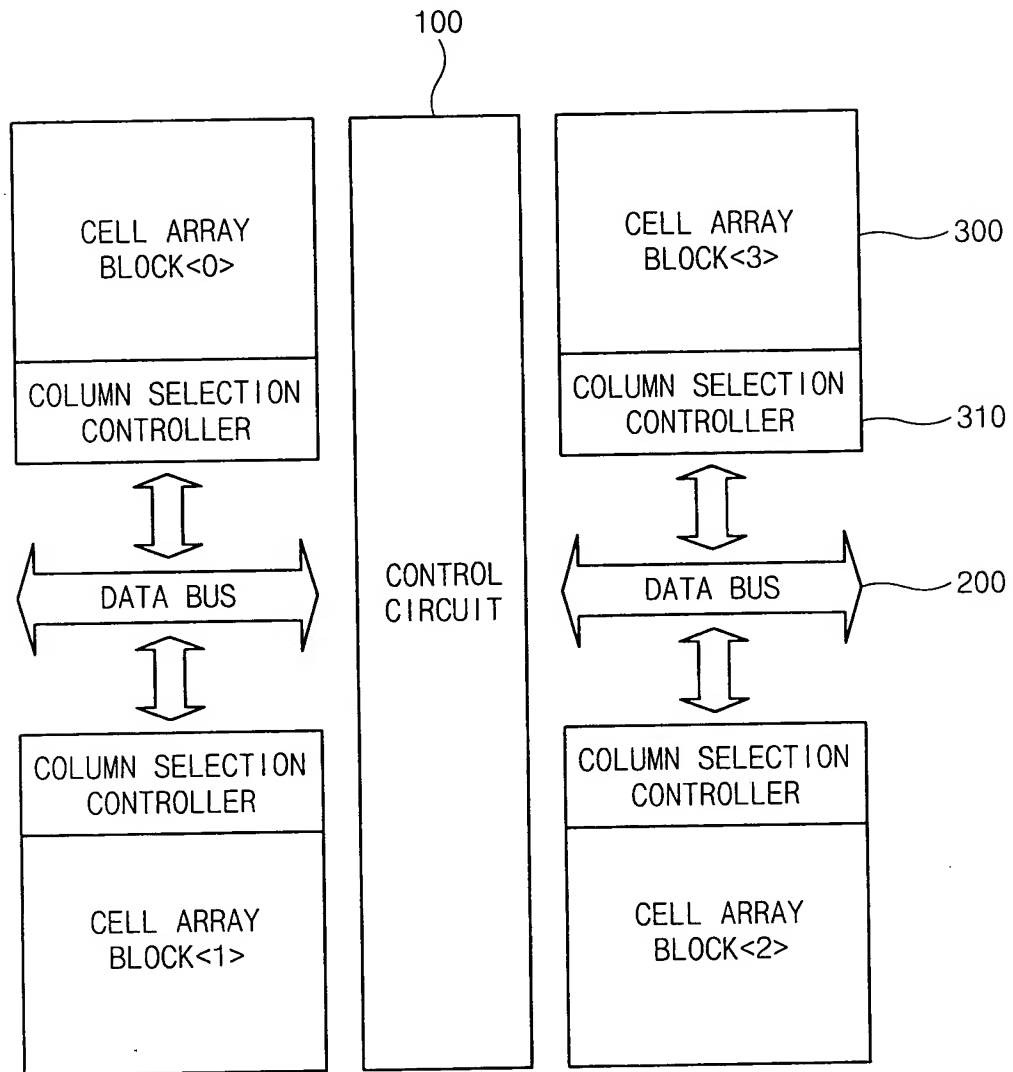 100
CELL ARRAY
BLOCK<0>
COLUMN SELECTION
CONTROLLER
DATA BUS
COLUMN SELECTION
CONTROLLER
CELL ARRAY
BLOCK<1>
CONTROL
CIRCUIT
CELL ARRAY
BLOCK<3>
300
COLUMN SELECTION
CONTROLLER
310
DATA BUS
200
COLUMN SELECTION
CONTROLLER
CELL ARRAY
BLOCK<2>